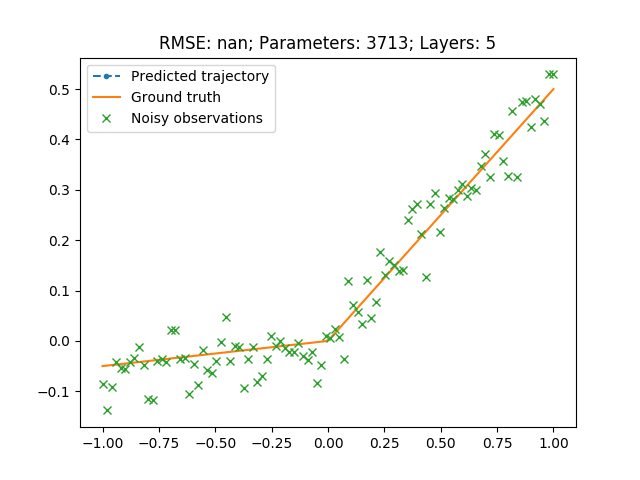 RMSE: nan; Parameters: 3713; Layers: 5
Predicted trajectory
Ground truth
Noisy observations
0.5
0.4
0.3
0.2
0.1
0.0
−0.1
−1.00 −0.75 −0.50 −0.25 0.00 0.25 0.50 0.75 1.00